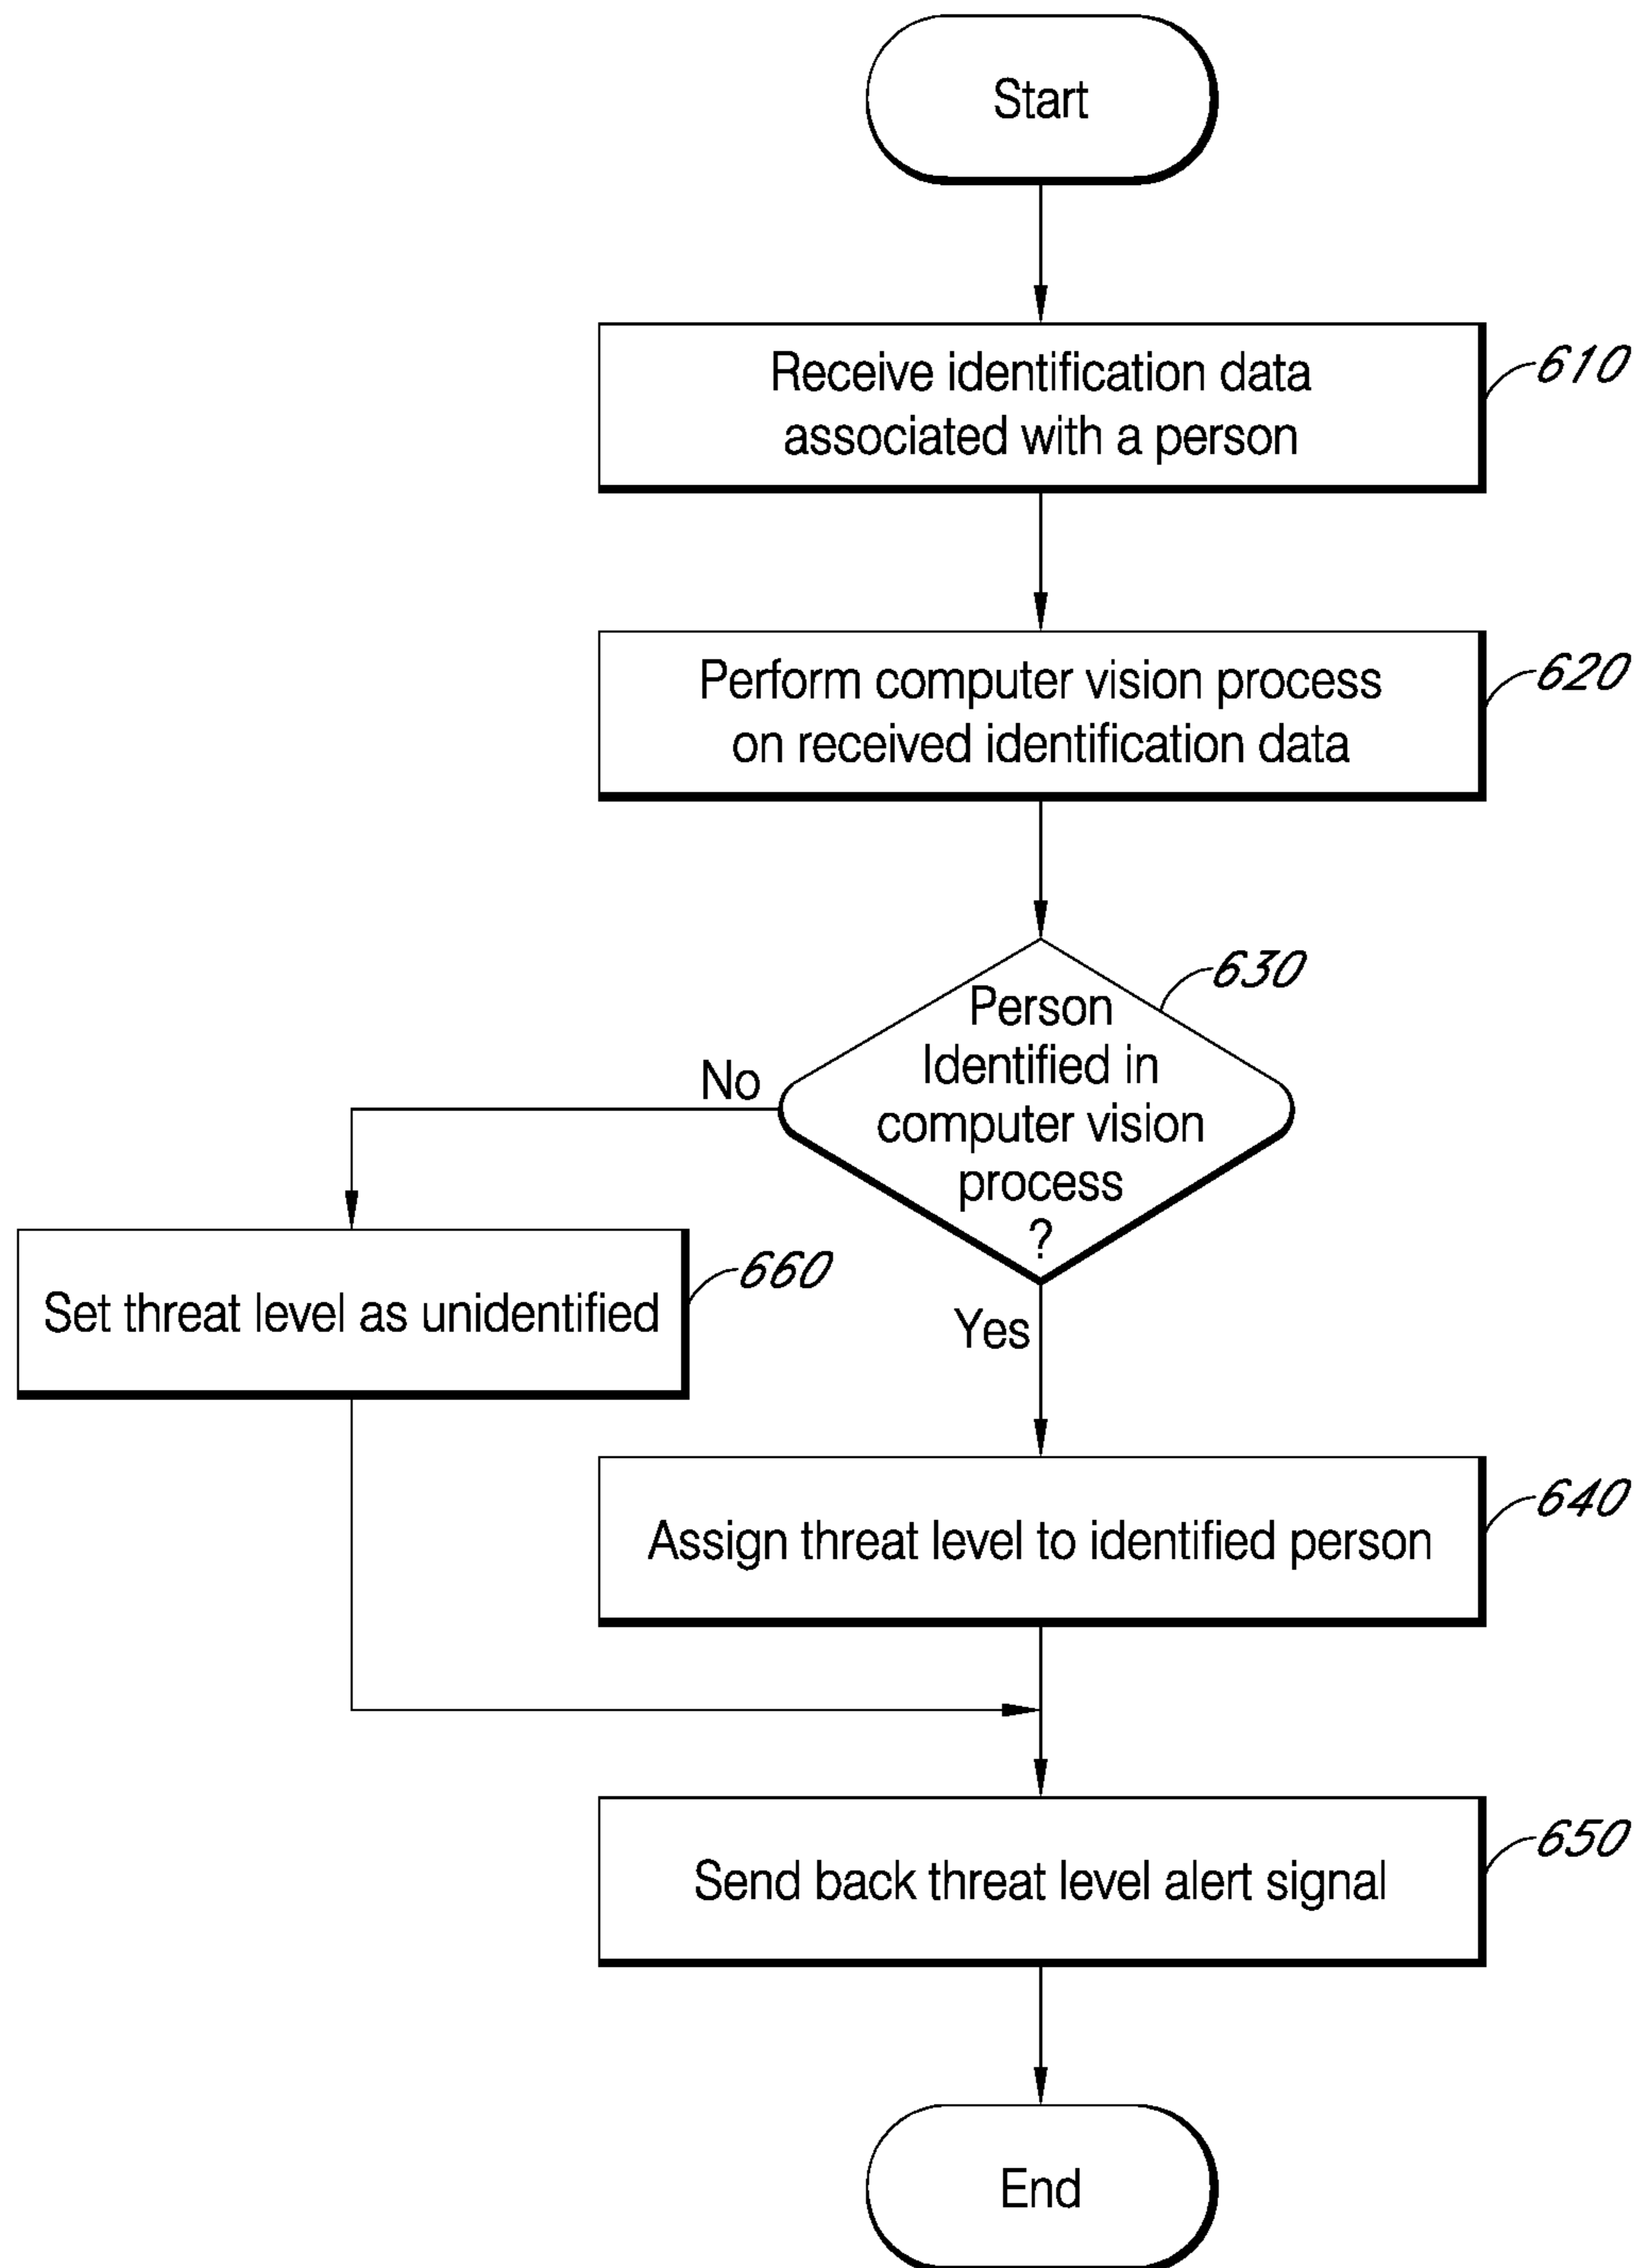 Start
Receive identification data
associated with a person
610
Perform computer vision process
on received identification data
620
630
Person
Identified in
computer vision
process
?
No
Yes
Set threat level as unidentified
660
Assign threat level to identified person
640
Send back threat level alert signal
650
End